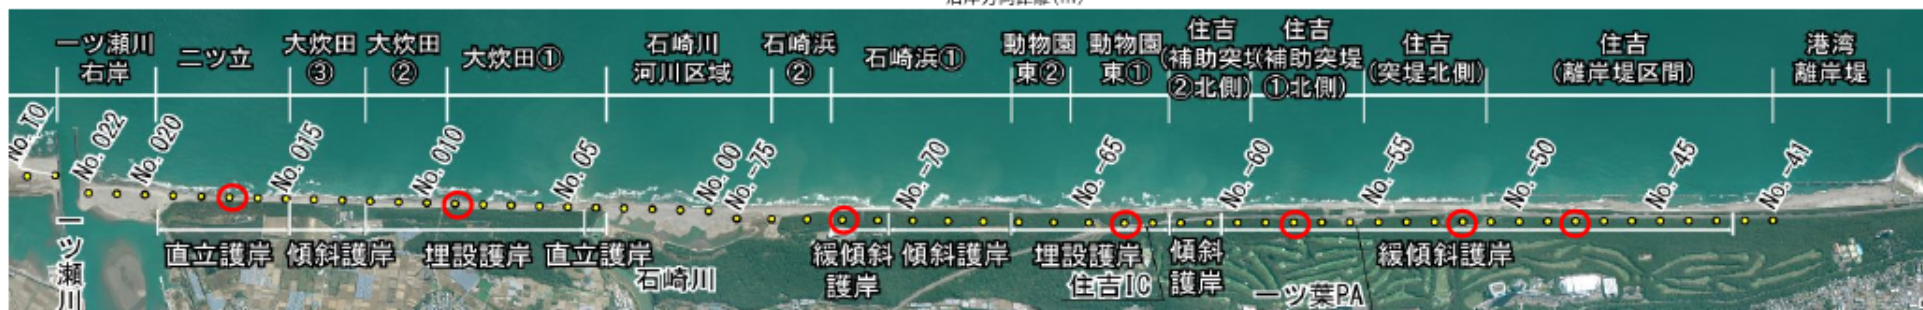 沿岸方向距離(m)
一ツ瀬川
右岸
二ツ立
大炊田
③
大炊田
②
大炊田①
石崎川
河川区域
石崎浜
②
石崎浜①
動物園
東②
動物園
東①
住吉
(補助突堤
②北側)
住吉
(補助突堤
①北側)
住吉
(突堤北側)
住吉
(離岸堤区間)
港湾
離岸堤
No. T0
No. 022
No. 020
No. 015
No. 010
No. 05
No. 00
No. -75
No. -70
No. -65
No. -60
No. -55
No. -50
No. -45
No. -41
一ツ瀬川
直立護岸
傾斜護岸
埋設護岸
直立護岸
石崎川
緩傾斜
護岸
傾斜護岸
埋設護岸
住吉IC
傾斜
護岸
一ツ葉PA
緩傾斜護岸